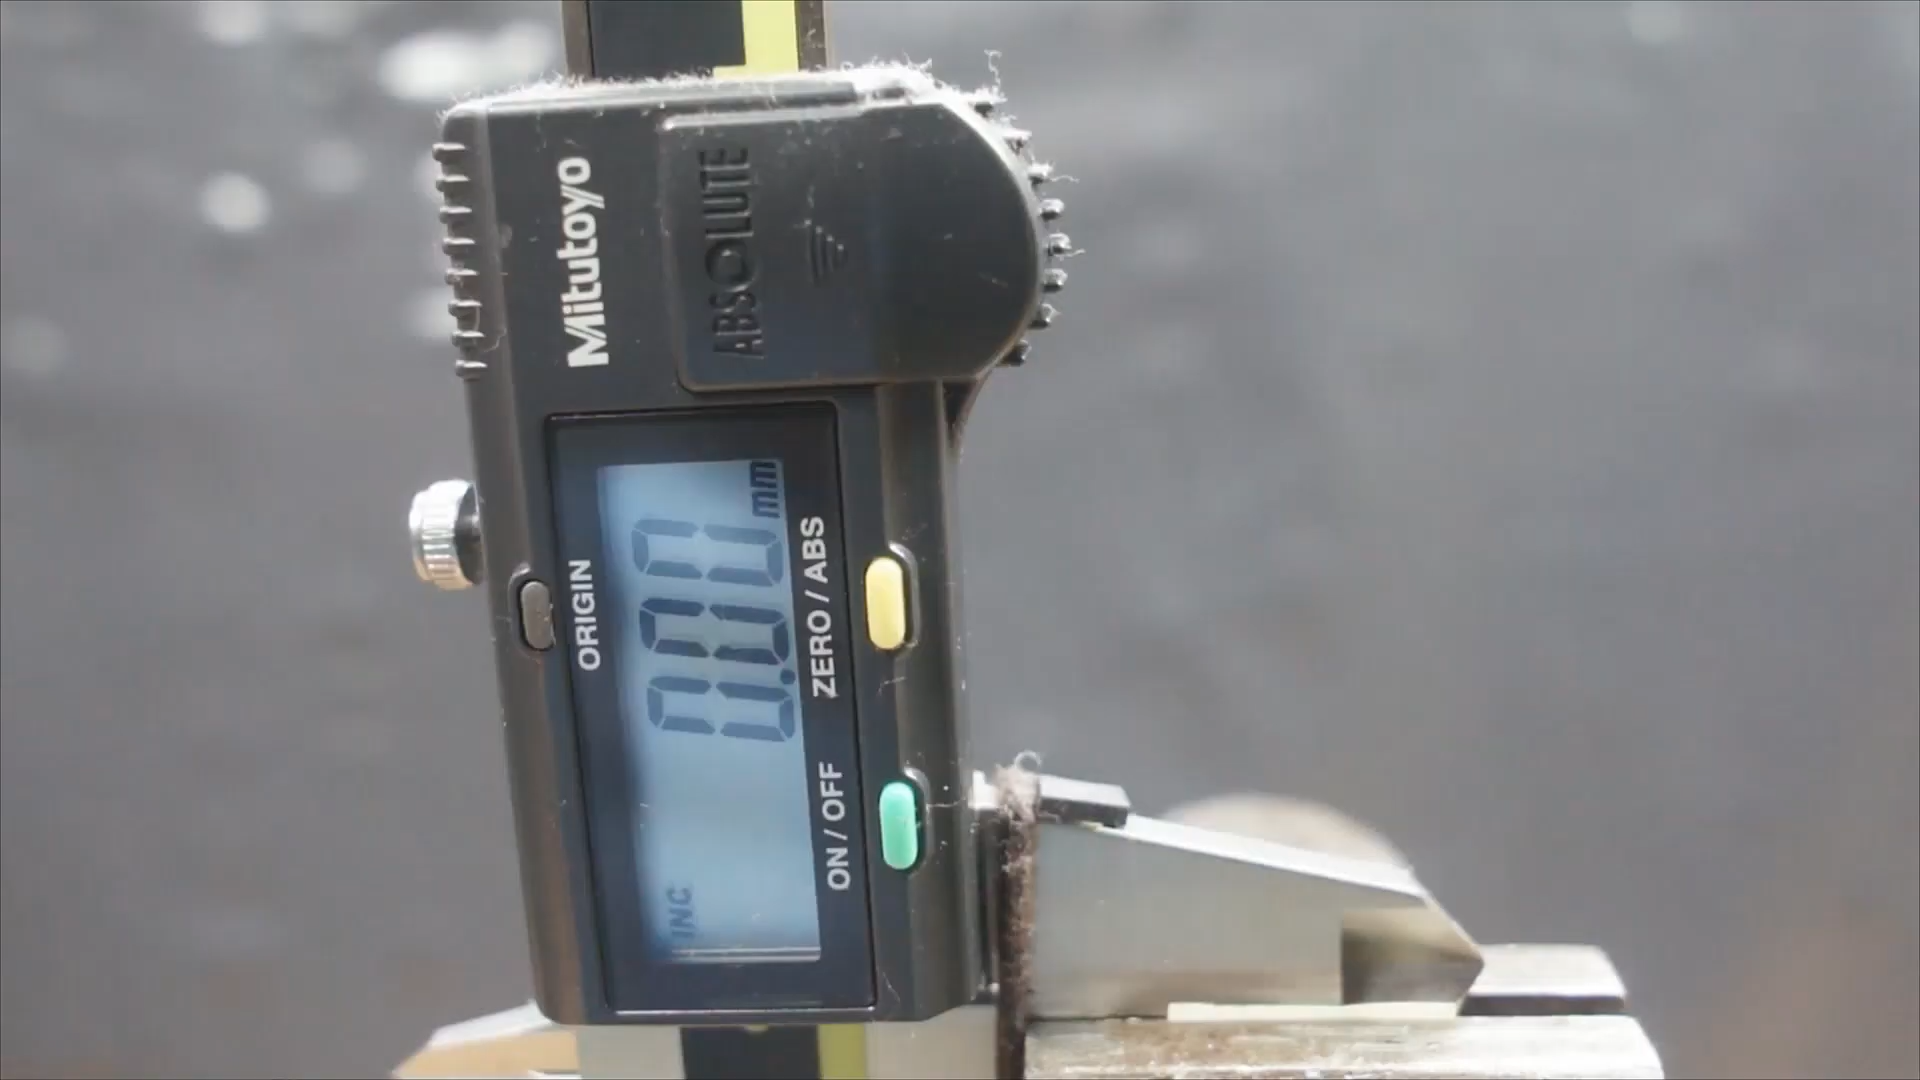 Mitutoyo
ABSOLUTE
ORIGIN
INC
0.00 mm
ON / OFF
ZERO / ABS